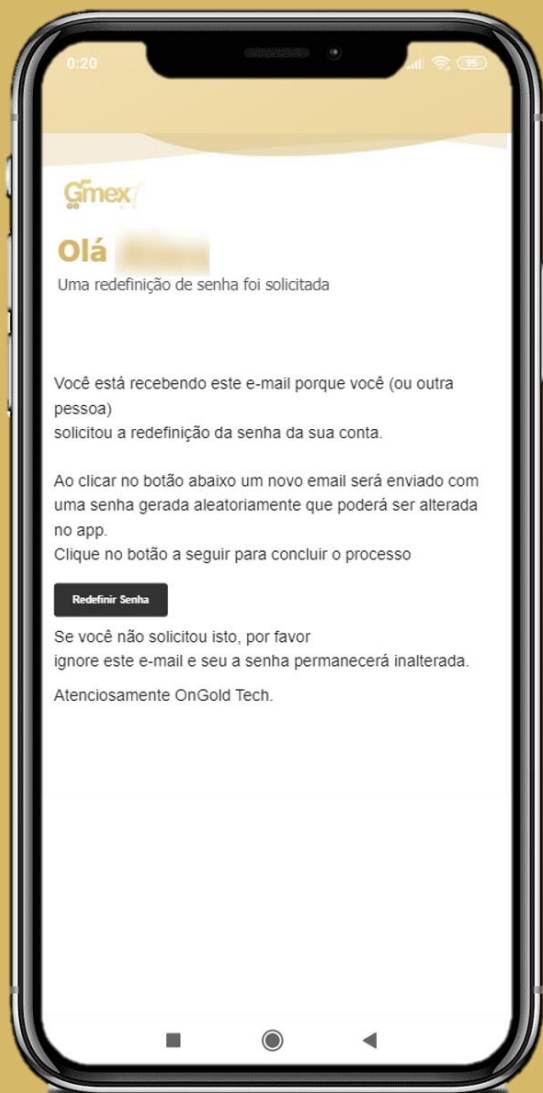 0:20
95
Gmex
Olá
Uma redefinição de senha foi solicitada
Você está recebendo este e-mail porque você (ou outra
pessoa)
solicitou a redefinição da senha da sua conta.
Ao clicar no botão abaixo um novo email será enviado com
uma senha gerada aleatoriamente que poderá ser alterada
no app.
Clique no botão a seguir para concluir o processo
Redefinir Senha
Se você não solicitou isto, por favor
ignore este e-mail e seu a senha permanecerá inalterada.
Atenciosamente OnGold Tech.